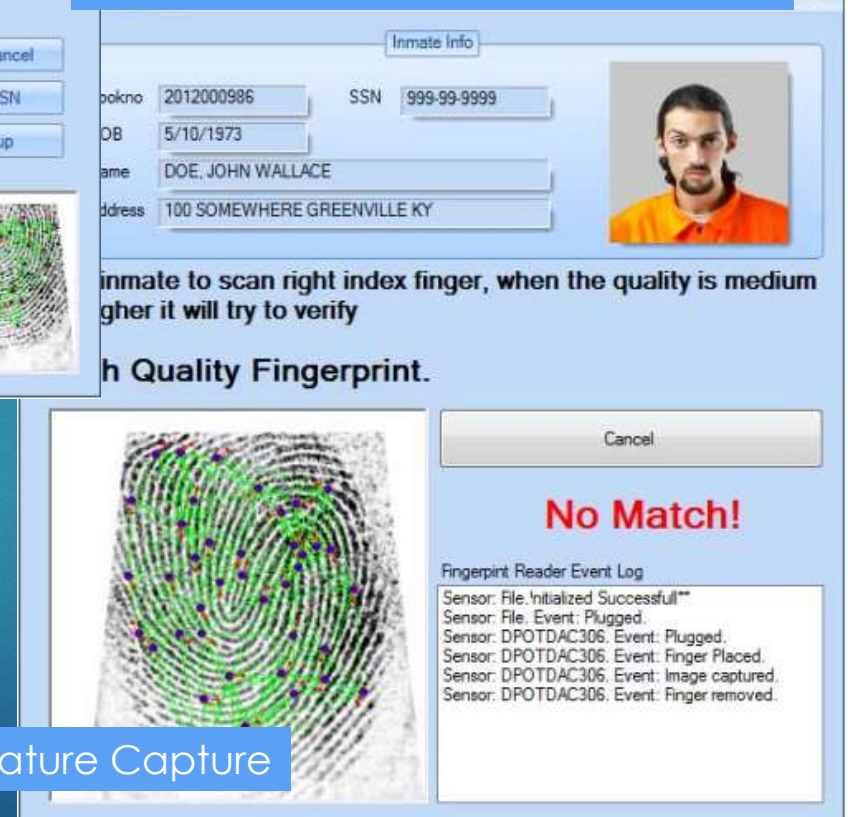 Inmate Info
ancel
SN
up
ookno 2012000986 SSN 999-99-9999
OB 5/10/1973
ame DOE, JOHN WALLACE
ddress 100 SOMEWHERE GREENVILLE KY
inmate to scan right index finger, when the quality is medium
gher it will try to verify
h Quality Fingerprint.
Cancel
No Match!
Fingerpint Reader Event Log
Sensor: File. Initialized Successfull**
Sensor: File. Event: Plugged.
Sensor: DPOTDAC306. Event: Plugged.
Sensor: DPOTDAC306. Event: Finger Placed.
Sensor: DPOTDAC306. Event: Image captured.
Sensor: DPOTDAC306. Event: Finger removed.
ature Capture